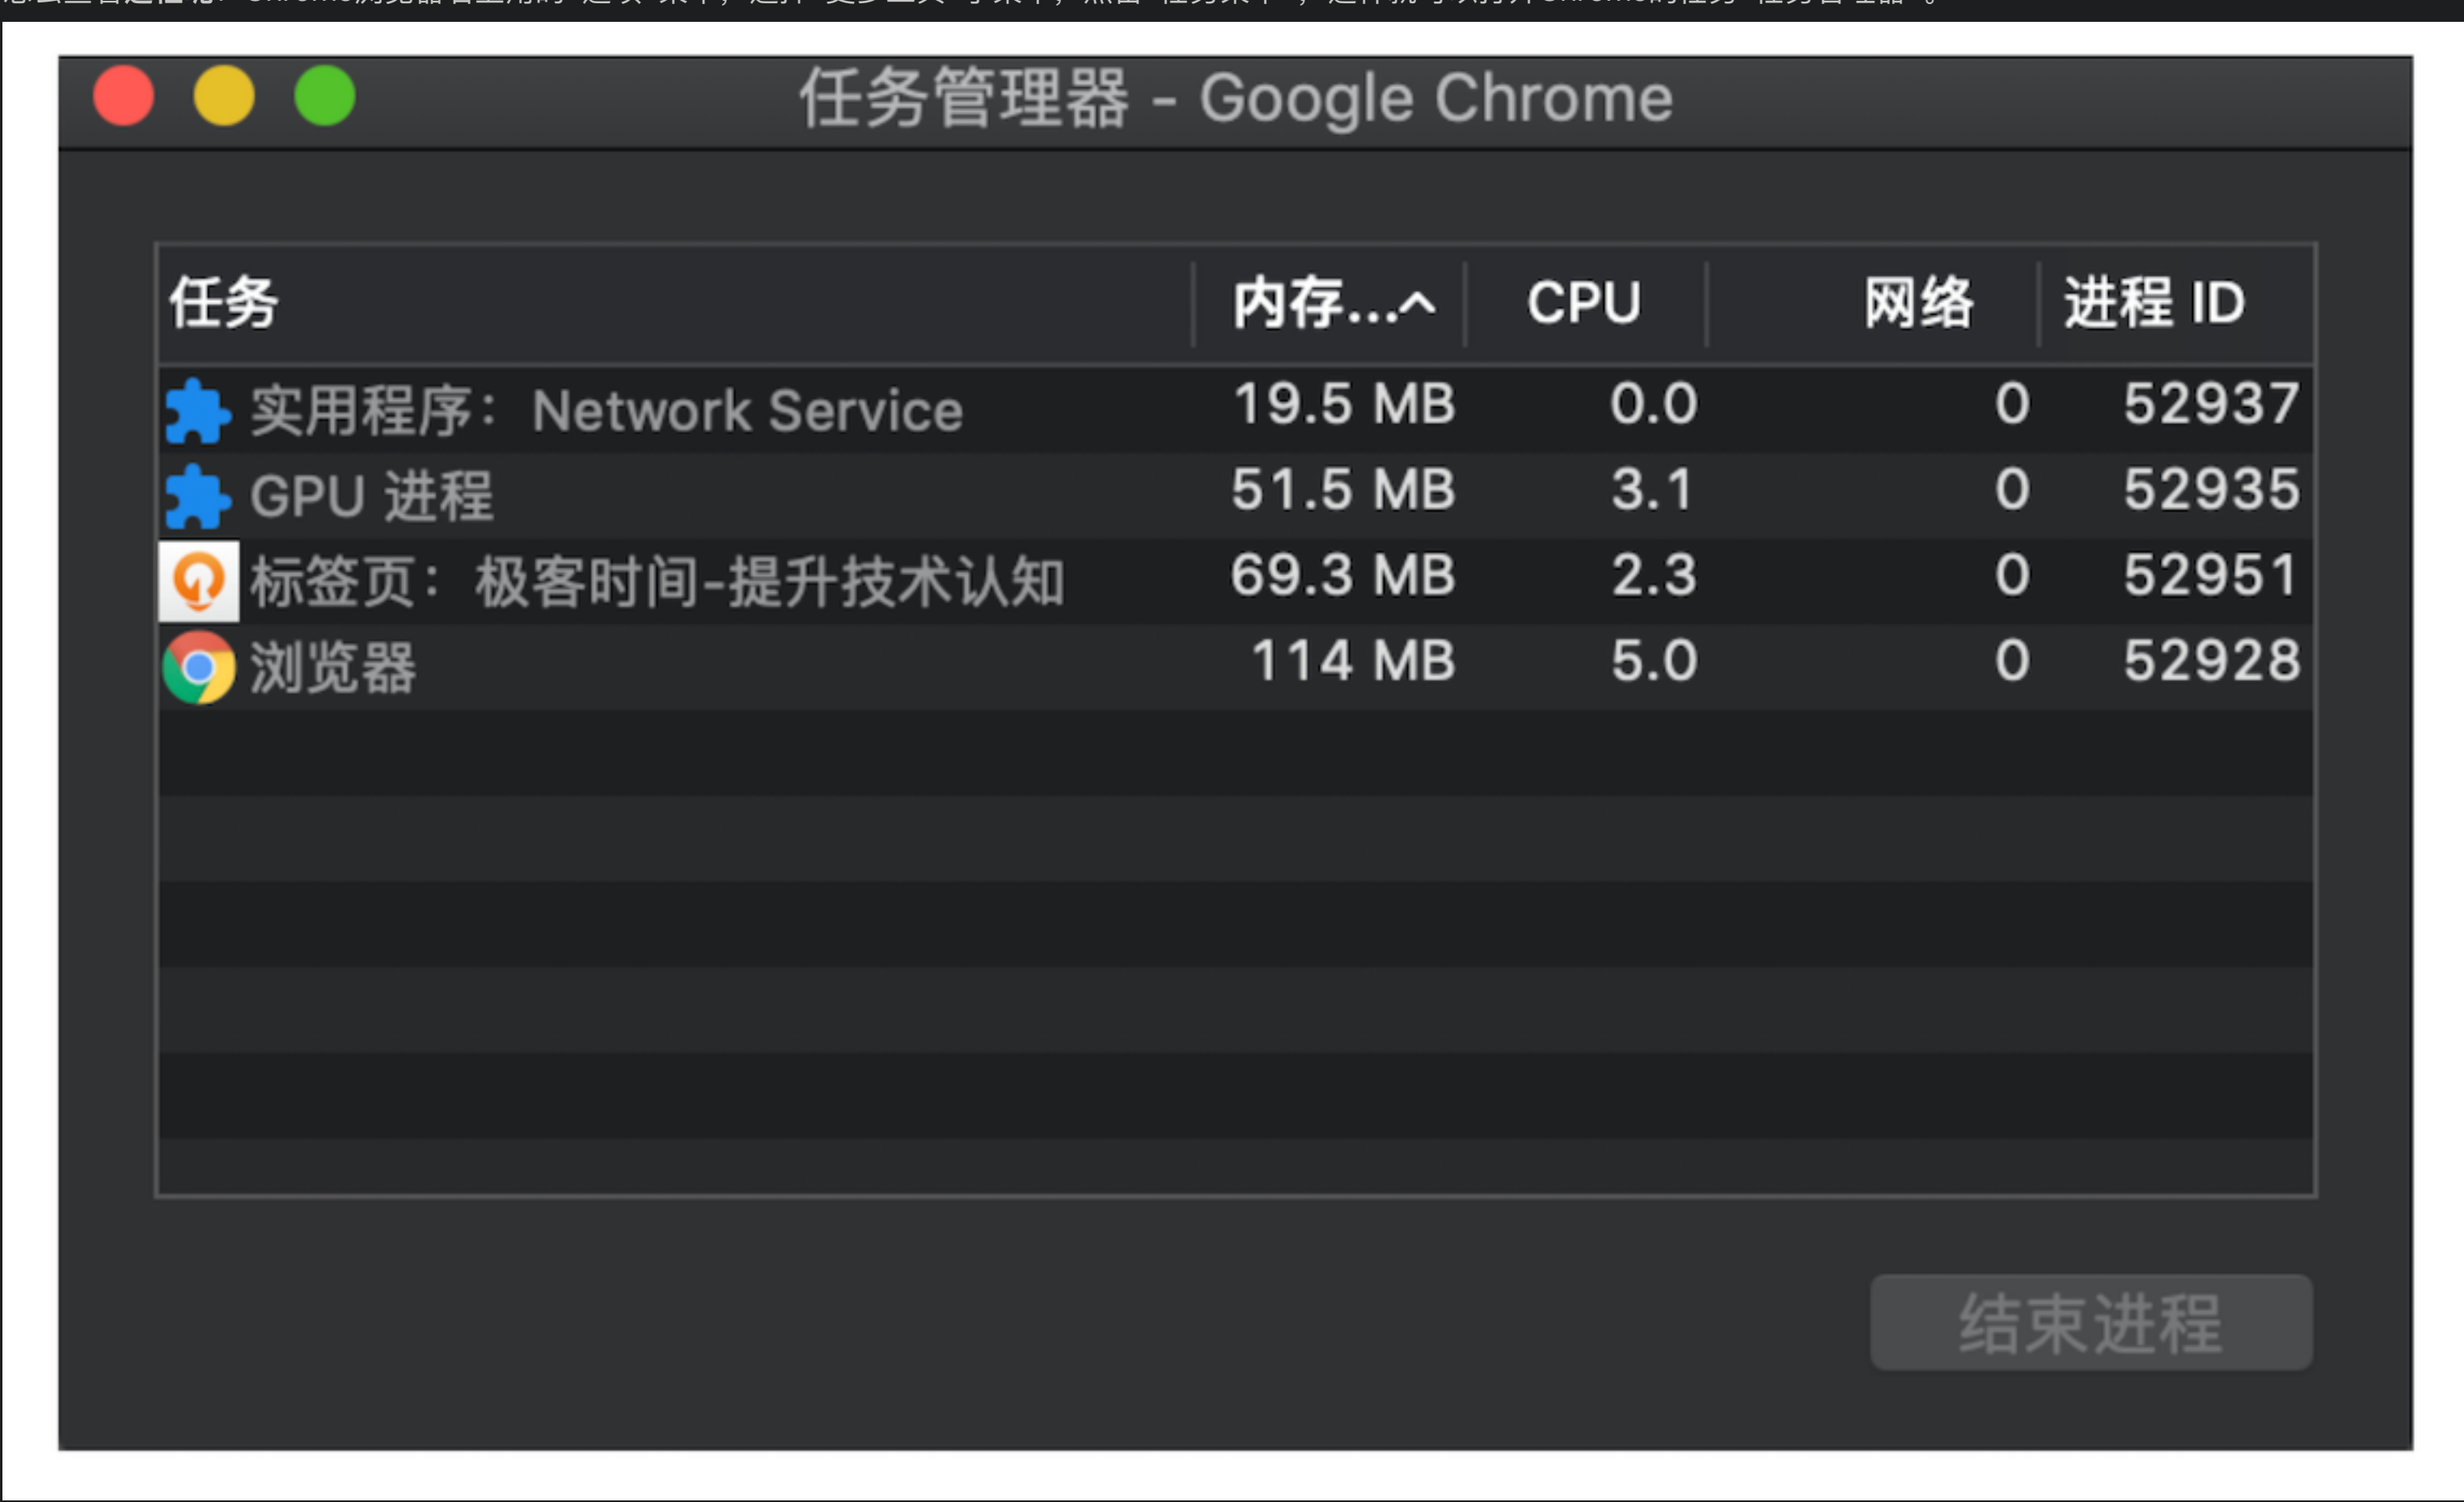 任务管理器 - Google Chrome
任务 内存...^ CPU 网络 进程 ID
实用程序：Network Service 19.5 MB 0.0 0 52937
GPU 进程 51.5 MB 3.1 0 52935
标签页：极客时间-提升技术认知 69.3 MB 2.3 0 52951
浏览器 114 MB 5.0 0 52928
结束进程